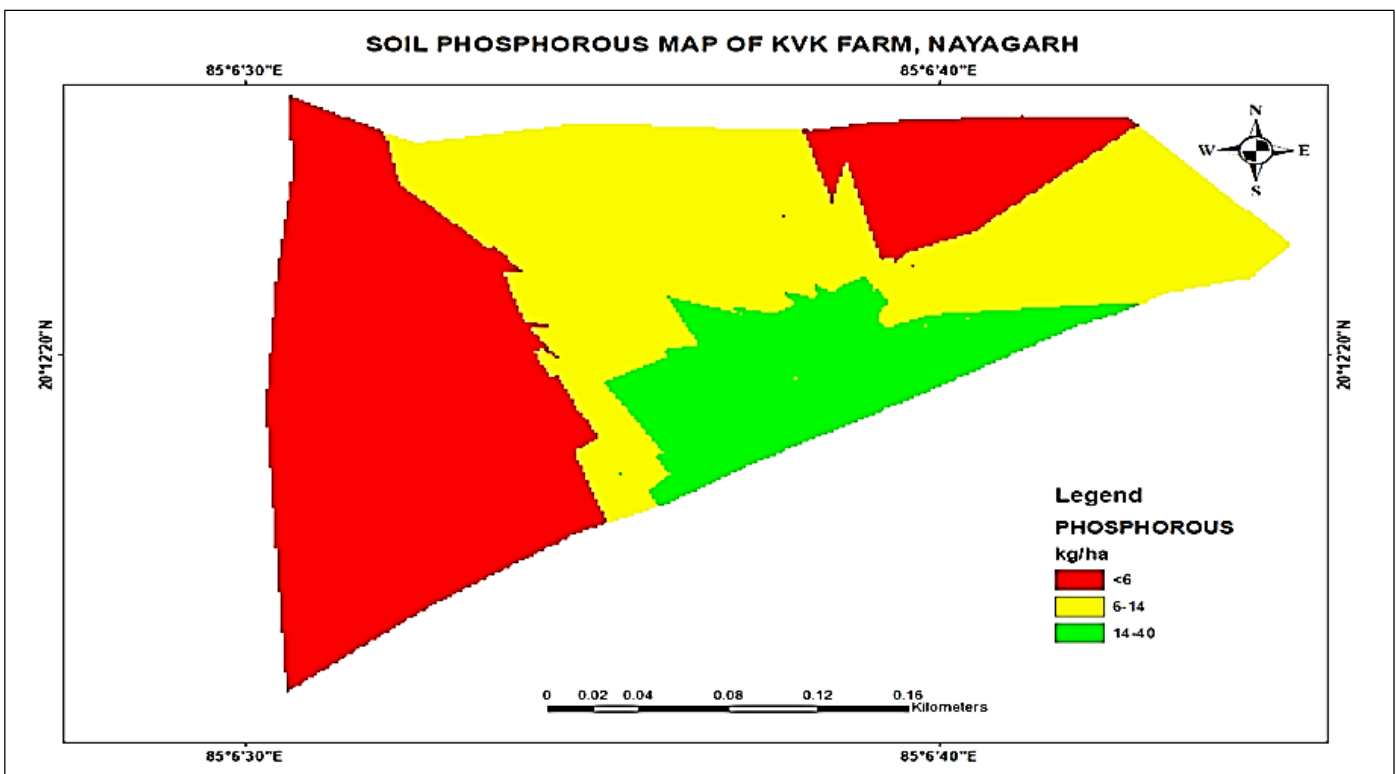 SOIL PHOSPHOROUS MAP OF KVK FARM, NAYAGARH
85°6'30"E 85°6'40"E
N
W E
S
20°12'20"N 20°12'20"N
Legend
PHOSPHOROUS
kg/ha
<6
6-14
14-40
0 0.02 0.04 0.08 0.12 0.16
Kilometers
85°6'30"E 85°6'40"E